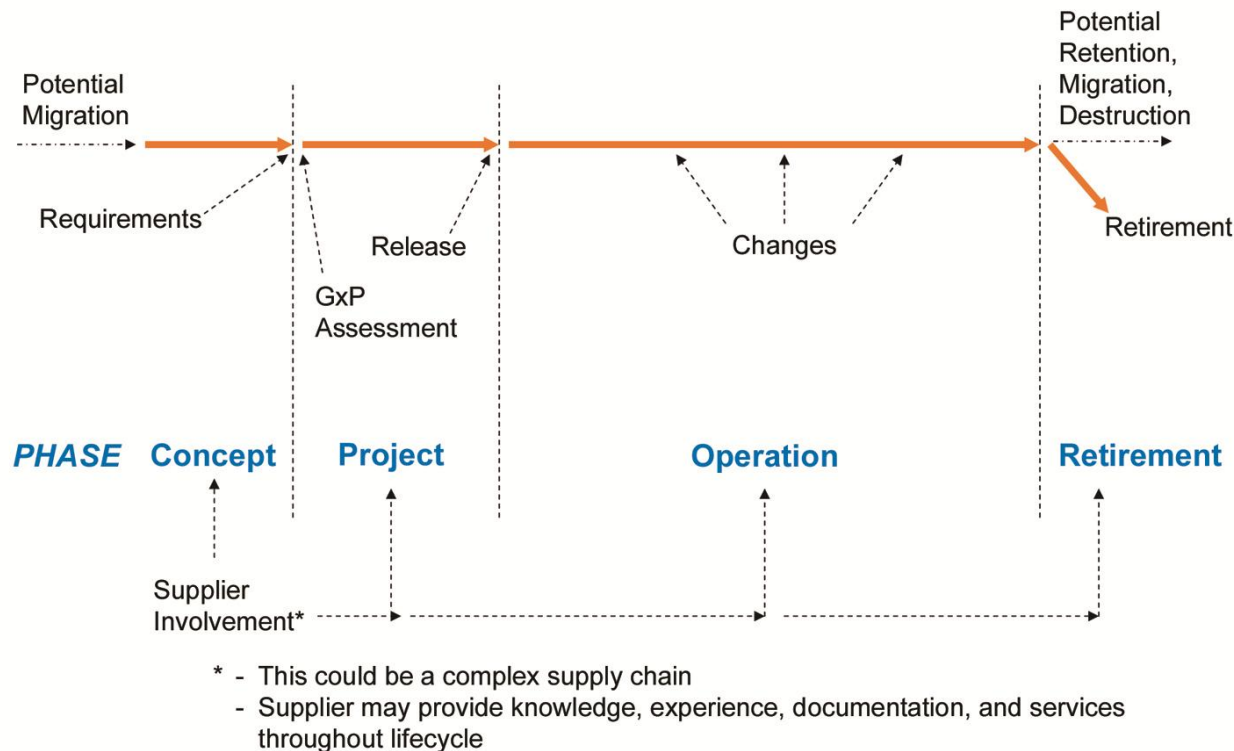 Potential
Migration
Potential
Retention,
Migration,
Destruction
Requirements
Release
Changes
Retirement
GxP
Assessment
PHASE Concept Project Operation Retirement
Supplier
Involvement*
* - This could be a complex supply chain
- Supplier may provide knowledge, experience, documentation, and services
throughout lifecycle